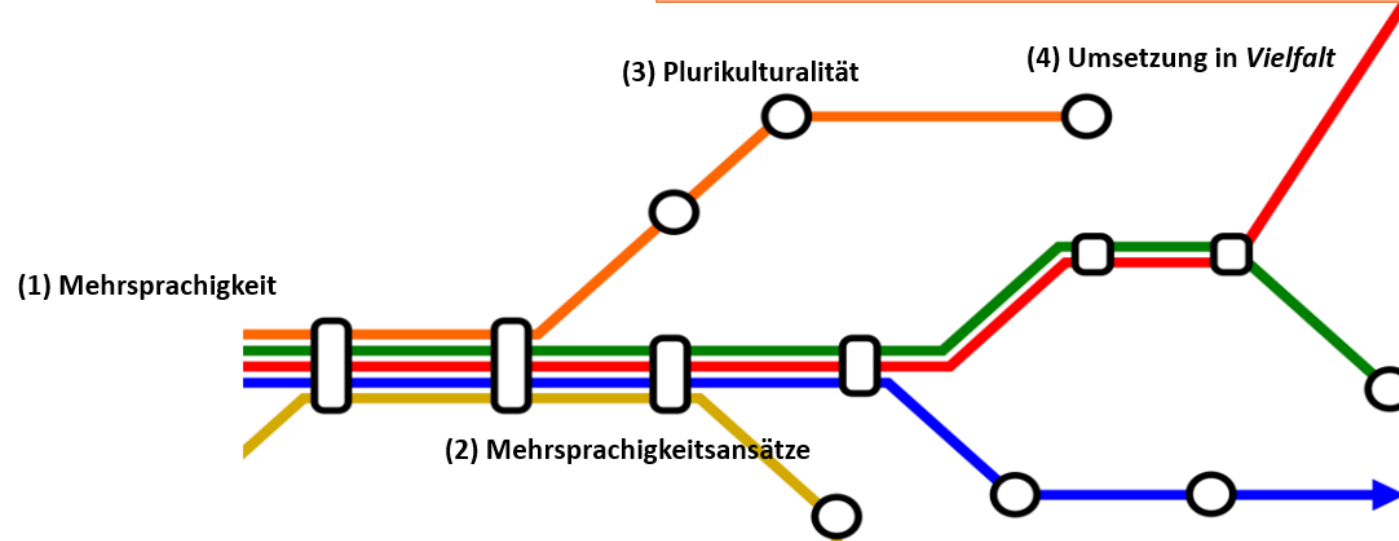 (3) Plurikulturalität
(4) Umsetzung in Vielfalt
(1) Mehrsprachigkeit
(2) Mehrsprachigkeitsansätze